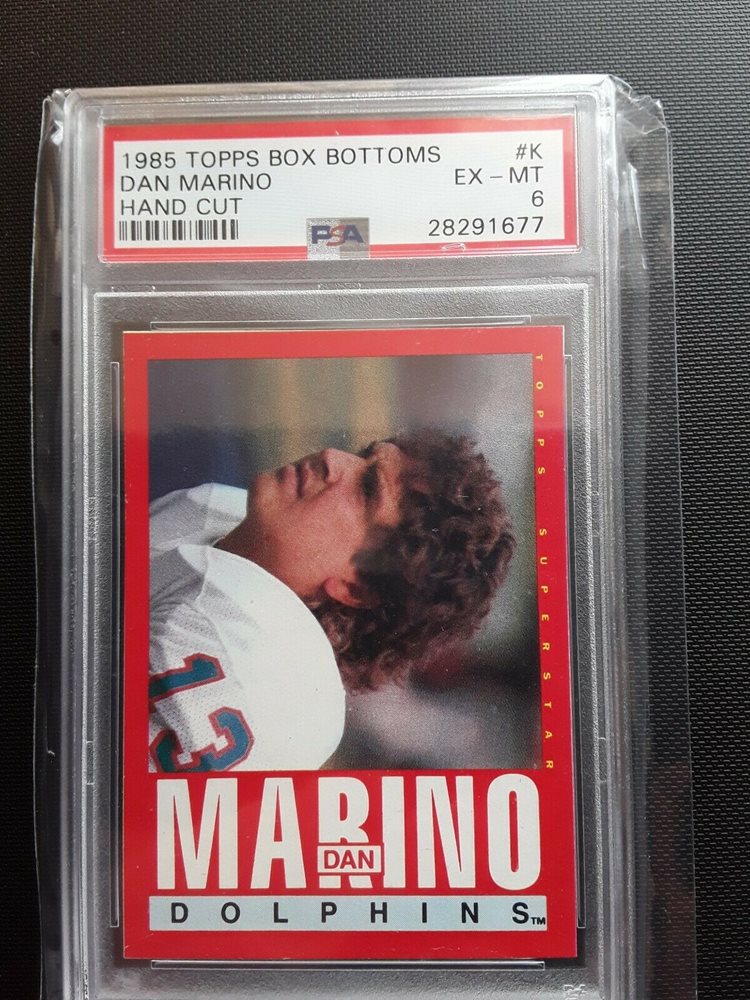 1985 TOPPS BOX BOTTOMS #K
DAN MARINO EX - MT
HAND CUT 6
PSA 28291677
TOPPS SUPERSTAR
13
MARINO
DAN
DOLPHINS™